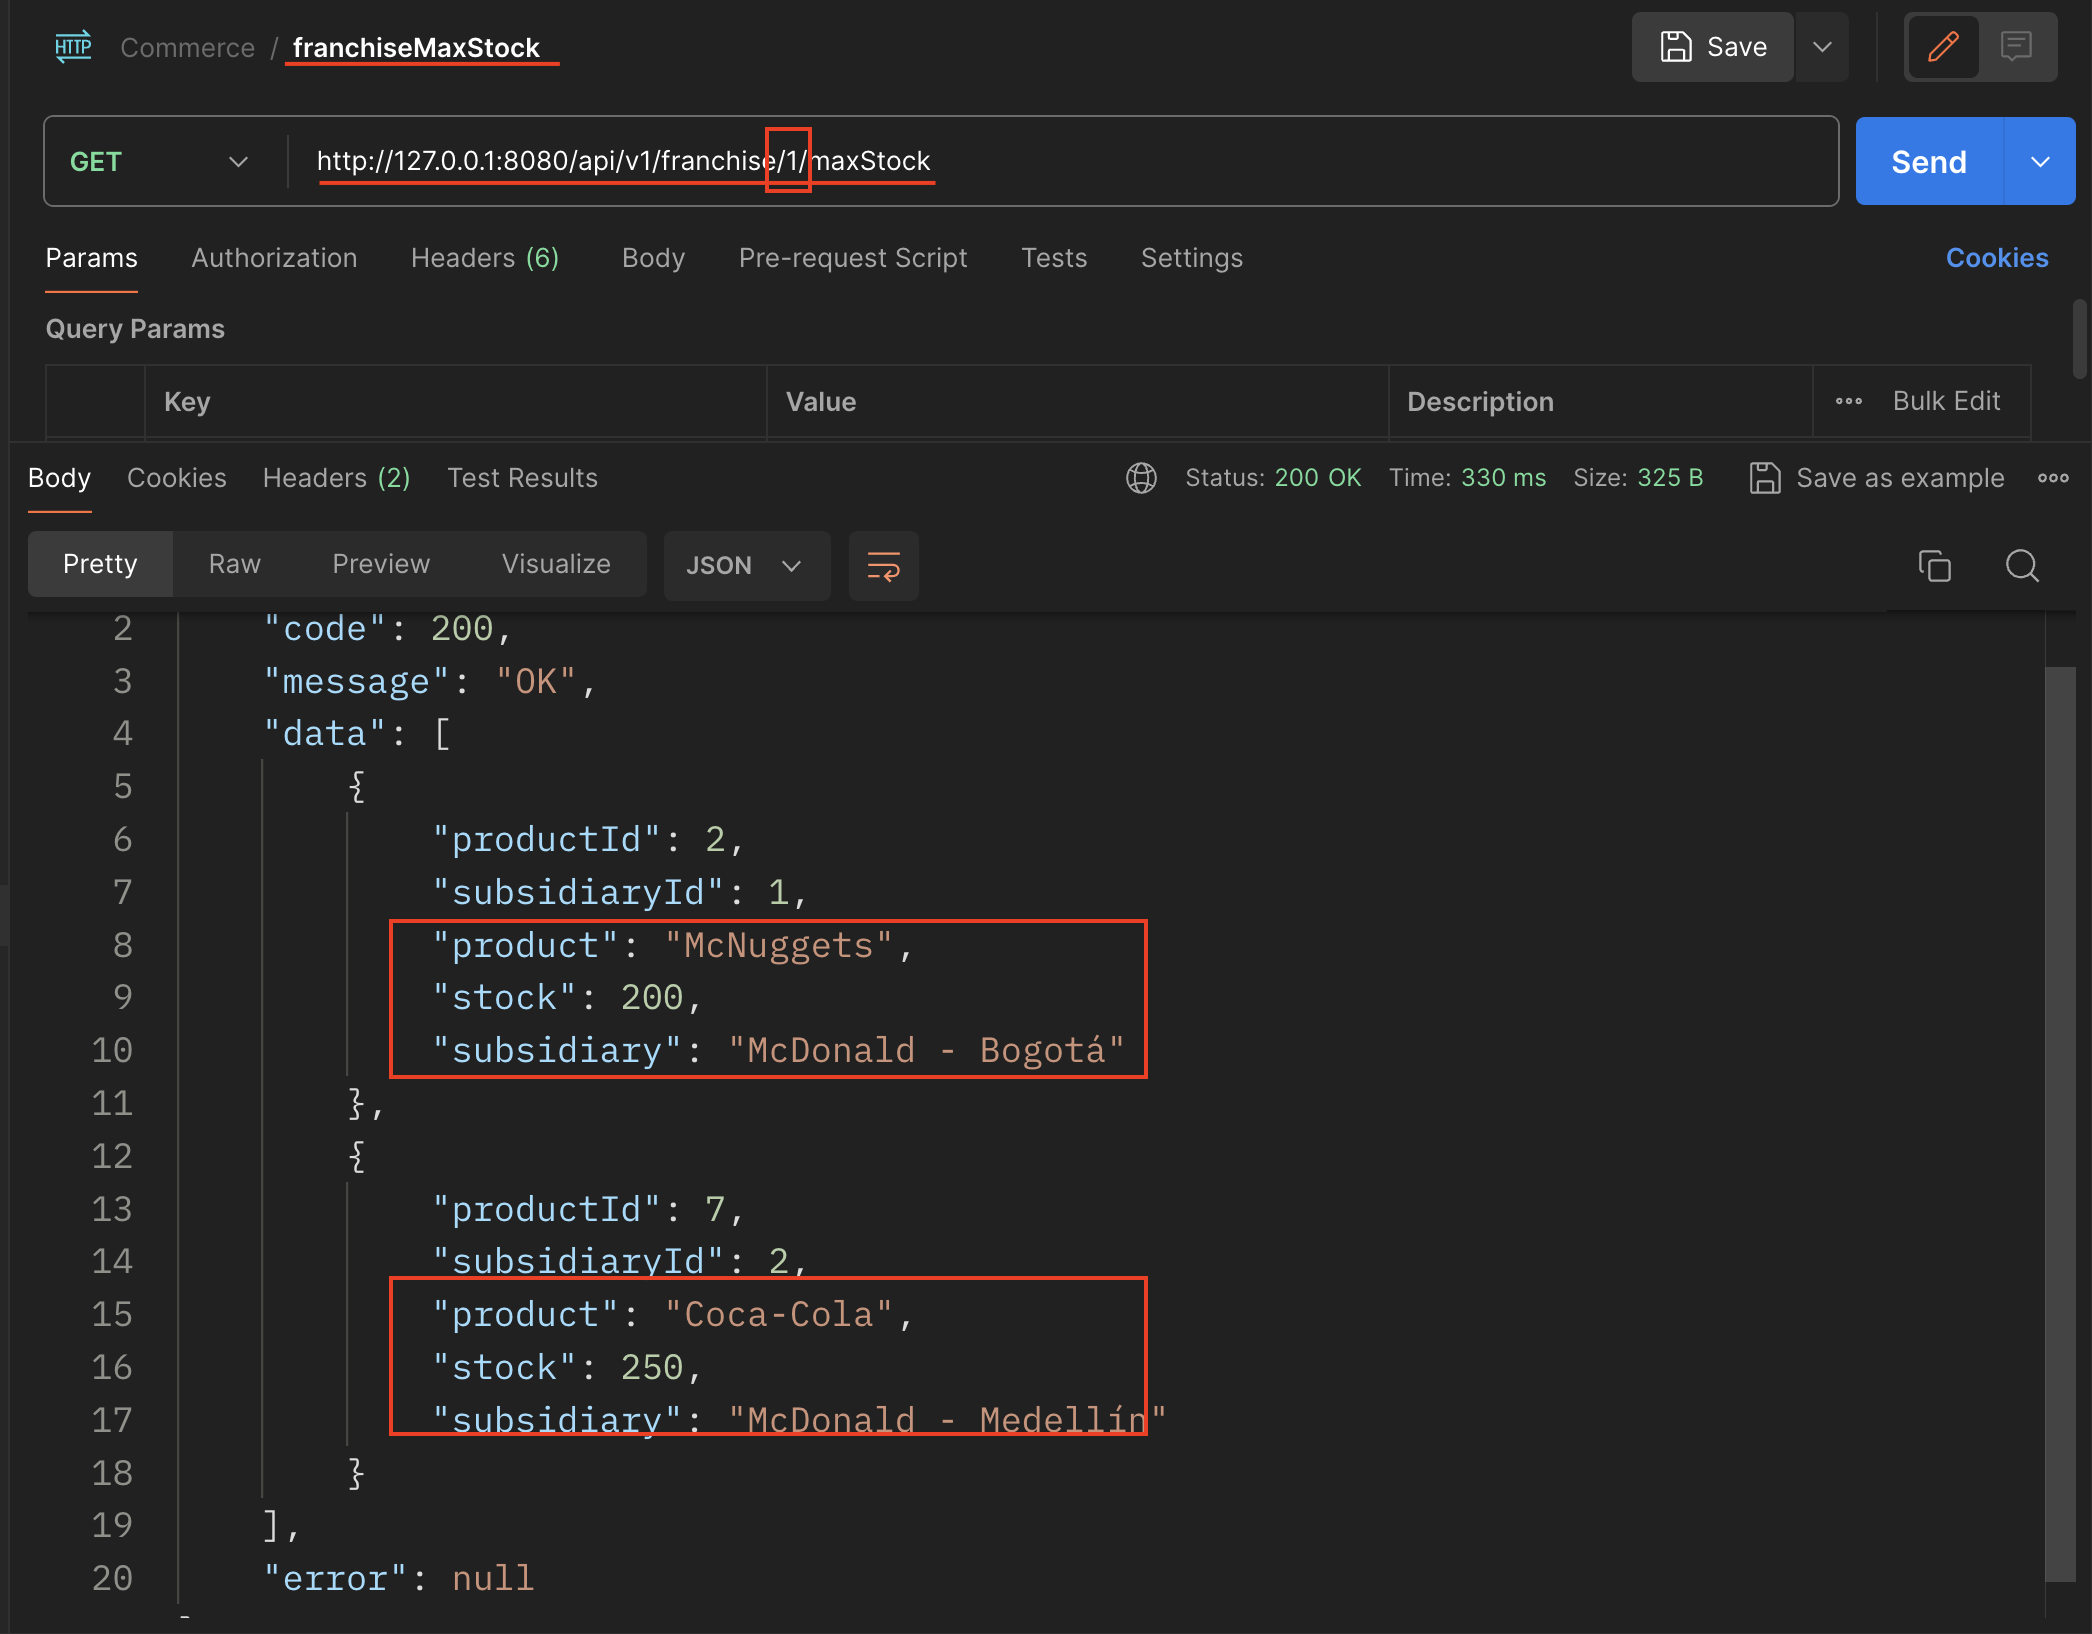 HTTP Commerce / franchiseMaxStock Save
GET http://127.0.0.1:8080/api/v1/franchise/1/maxStock Send
Params Authorization Headers (6) Body Pre-request Script Tests Settings Cookies
Query Params
Key Value Description Bulk Edit
Body Cookies Headers (2) Test Results Status: 200 OK Time: 330 ms Size: 325 B Save as example
Pretty Raw Preview Visualize JSON
2 "code": 200,
3 "message": "OK",
4 "data": [
5 {
6 "productId": 2,
7 "subsidiaryId": 1,
8 "product": "McNuggets",
9 "stock": 200,
10 "subsidiary": "McDonald - Bogotá"
11 },
12 {
13 "productId": 7,
14 "subsidiaryId": 2,
15 "product": "Coca-Cola",
16 "stock": 250,
17 "subsidiary": "McDonald - Medellín"
18 }
19 ],
20 "error": null